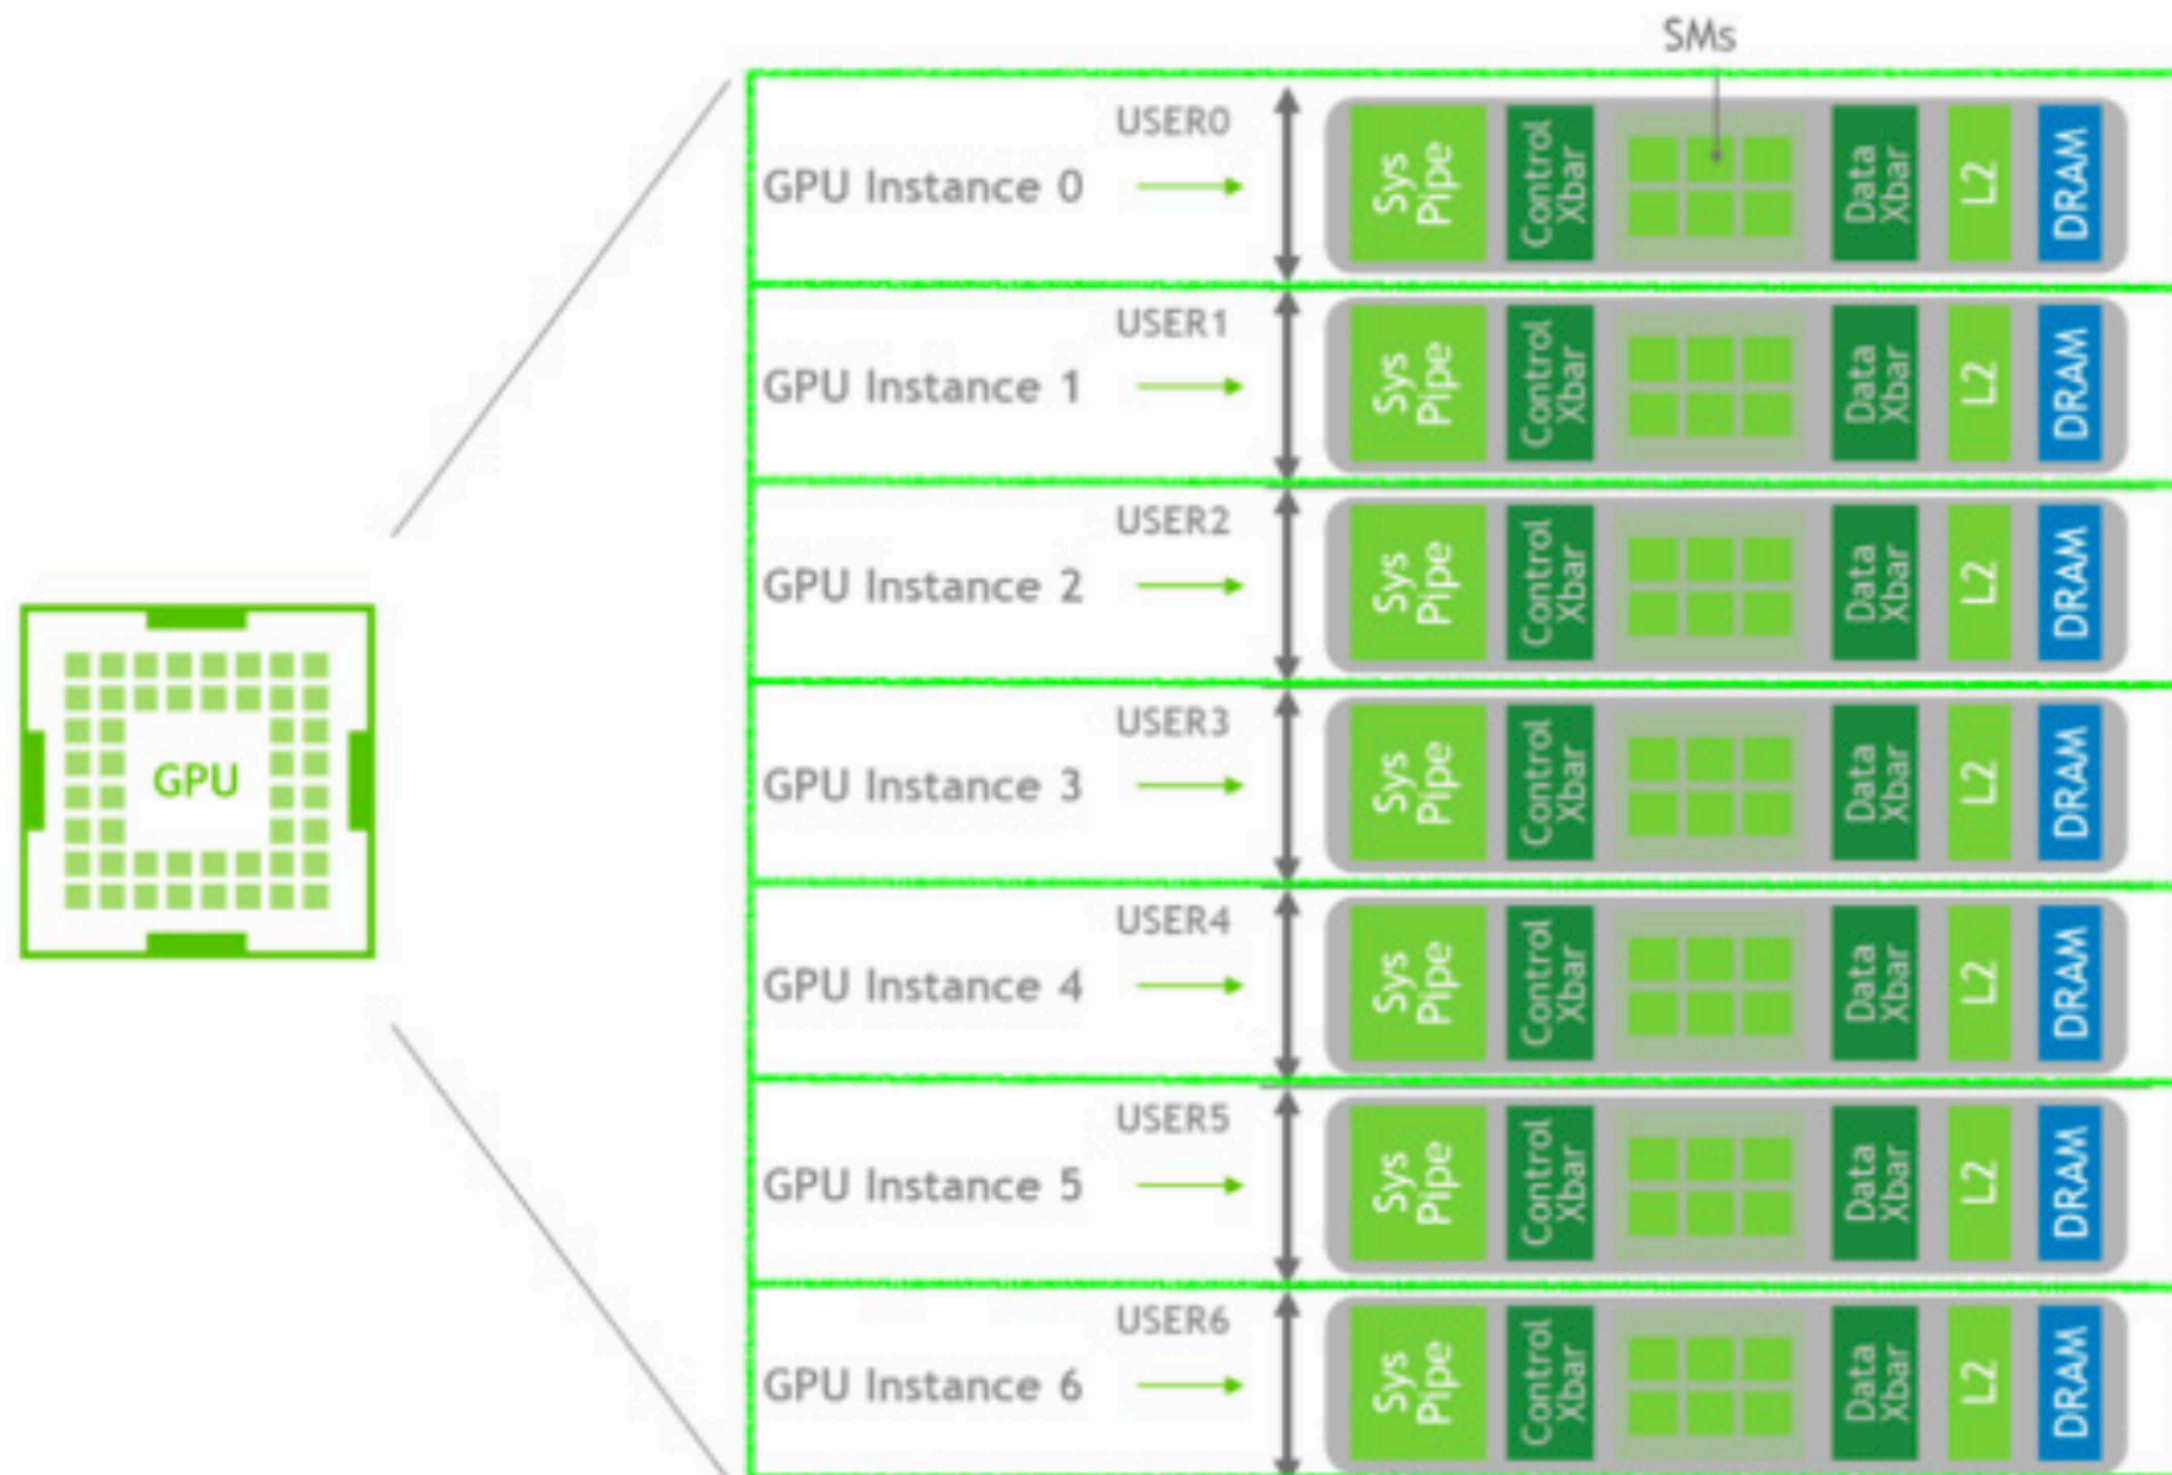 SMs
GPU
USER0
GPU Instance 0
Sys
Pipe
Control
Xbar
Data
Xbar
L2
DRAM
USER1
GPU Instance 1
Sys
Pipe
Control
Xbar
Data
Xbar
L2
DRAM
USER2
GPU Instance 2
Sys
Pipe
Control
Xbar
Data
Xbar
L2
DRAM
USER3
GPU Instance 3
Sys
Pipe
Control
Xbar
Data
Xbar
L2
DRAM
USER4
GPU Instance 4
Sys
Pipe
Control
Xbar
Data
Xbar
L2
DRAM
USER5
GPU Instance 5
Sys
Pipe
Control
Xbar
Data
Xbar
L2
DRAM
USER6
GPU Instance 6
Sys
Pipe
Control
Xbar
Data
Xbar
L2
DRAM